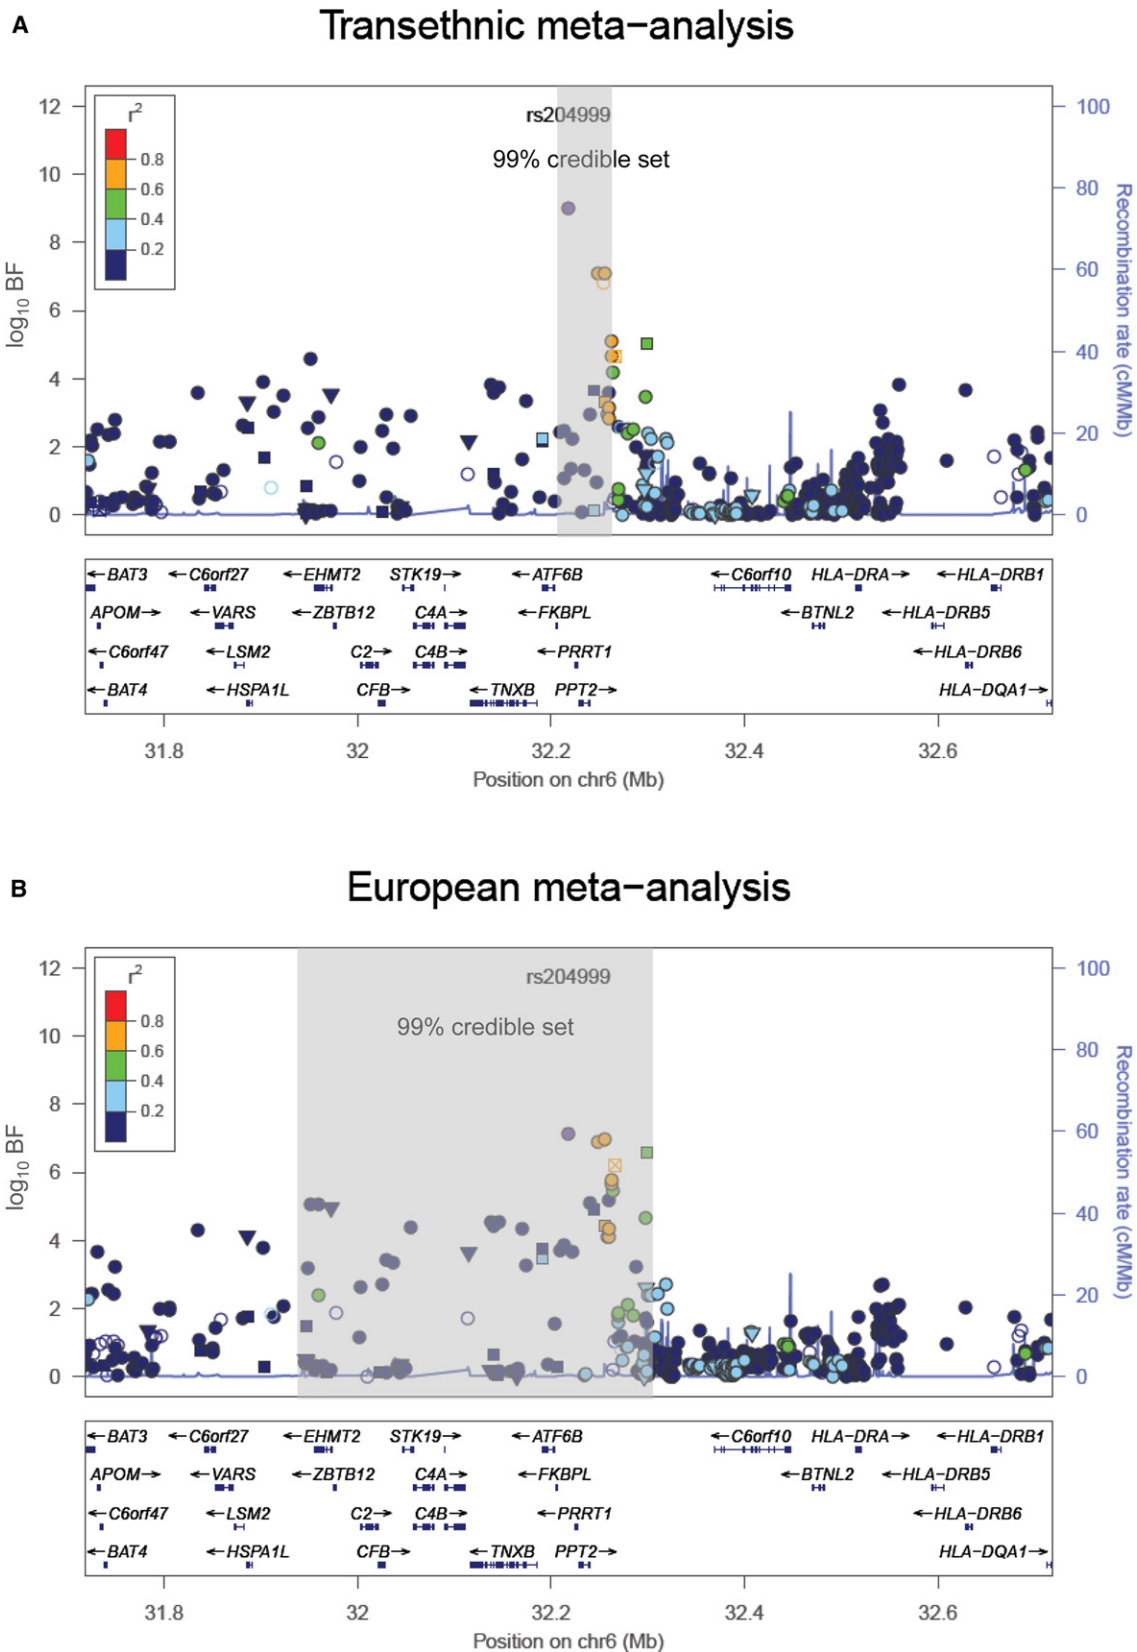 A
Transethnic meta−analysis
12
10
8
6
4
2
0
log10 BF
r2
0.8
0.6
0.4
0.2
rs204999
99% credible set
100
80
60
40
20
0
Recombination rate (cM/Mb)
←BAT3 ←C6orf27 ←EHMT2 STK19→ ←ATF6B ←C6orf10 HLA−DRA→ ←HLA−DRB1
APOM→ ←VARS ←ZBTB12 C4A→ ←FKBPL ←BTNL2 ←HLA−DRB5
←C6orf47 ←LSM2 C2→ C4B→ ←PRRT1 ←HLA−DRB6
←BAT4 ←HSPA1L CFB→ ←TNXB PPT2→ HLA−DQA1→
31.8 32 32.2 32.4 32.6
Position on chr6 (Mb)
B
European meta−analysis
12
10
8
6
4
2
0
log10 BF
r2
0.8
0.6
0.4
0.2
rs204999
99% credible set
100
80
60
40
20
0
Recombination rate (cM/Mb)
←BAT3 ←C6orf27 ←EHMT2 STK19→ ←ATF6B ←C6orf10 HLA−DRA→ ←HLA−DRB1
APOM→ ←VARS ←ZBTB12 C4A→ ←FKBPL ←BTNL2 ←HLA−DRB5
←C6orf47 ←LSM2 C2→ C4B→ ←PRRT1 ←HLA−DRB6
←BAT4 ←HSPA1L CFB→ ←TNXB PPT2→ HLA−DQA1→
31.8 32 32.2 32.4 32.6
Position on chr6 (Mb)